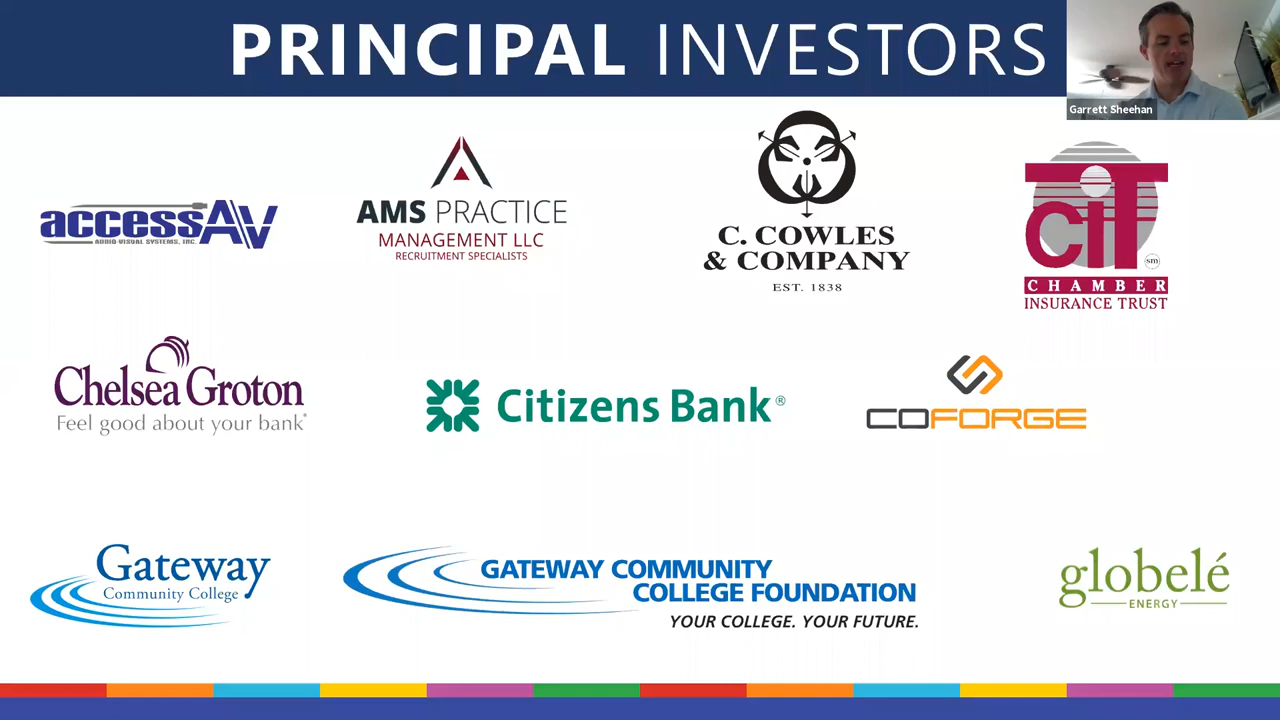 PRINCIPAL INVESTORS
Garrett Sheehan
accessAV
AUDIO-VISUAL SYSTEMS, INC.
AMS PRACTICE
MANAGEMENT LLC
RECRUITMENT SPECIALISTS
C. COWLES
& COMPANY
EST. 1838
CiT
sm
CHAMBER
INSURANCE TRUST
Chelsea Groton
Feel good about your bank®
Citizens Bank®
COFORGE
Gateway
Community College
GATEWAY COMMUNITY
COLLEGE FOUNDATION
YOUR COLLEGE. YOUR FUTURE.
globelé
ENERGY